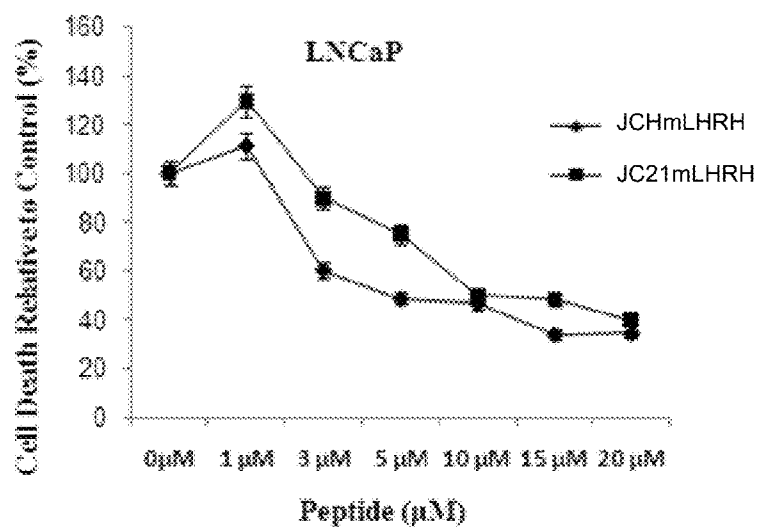 160
140
120
100
80
60
40
20
0
Cell Death Relative to Control (%)
LNCaP
JCHmLHRH
JC21mLHRH
0µM 1 µM 3 µM 5 µM 10 µM 15 µM 20 µM
Peptide (µM)